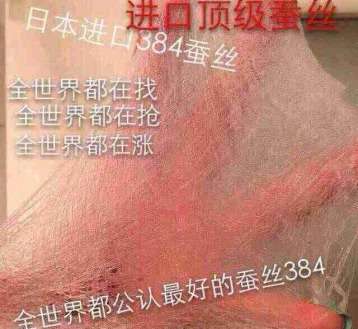 进口顶级蚕丝
日本进口384蚕丝
全世界都在找
全世界都在抢
全世界都在涨
全世界都公认最好的蚕丝384